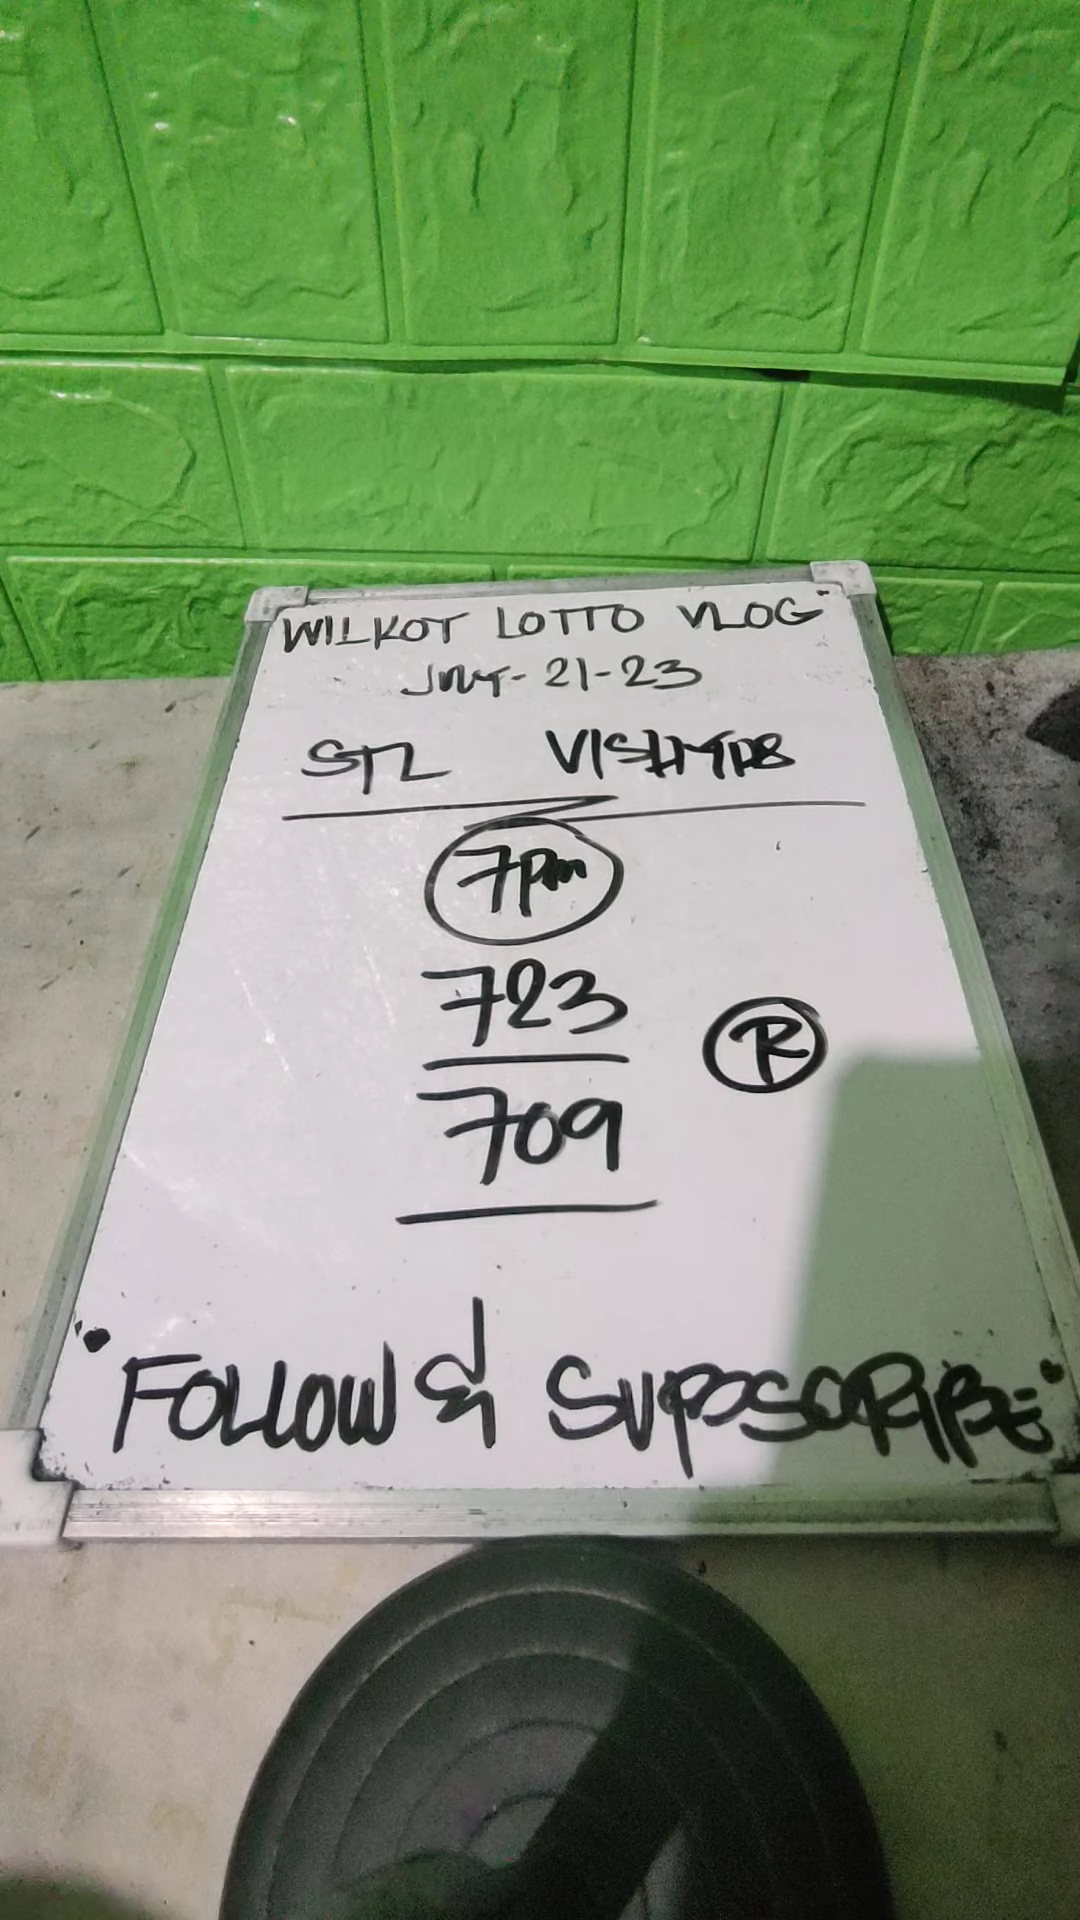 WILKOT LOTTO VLOG"
JULY-21-23
STL VISAYAS
7pm
723
R
709
"FOLLOW & SUPSCRIBE"